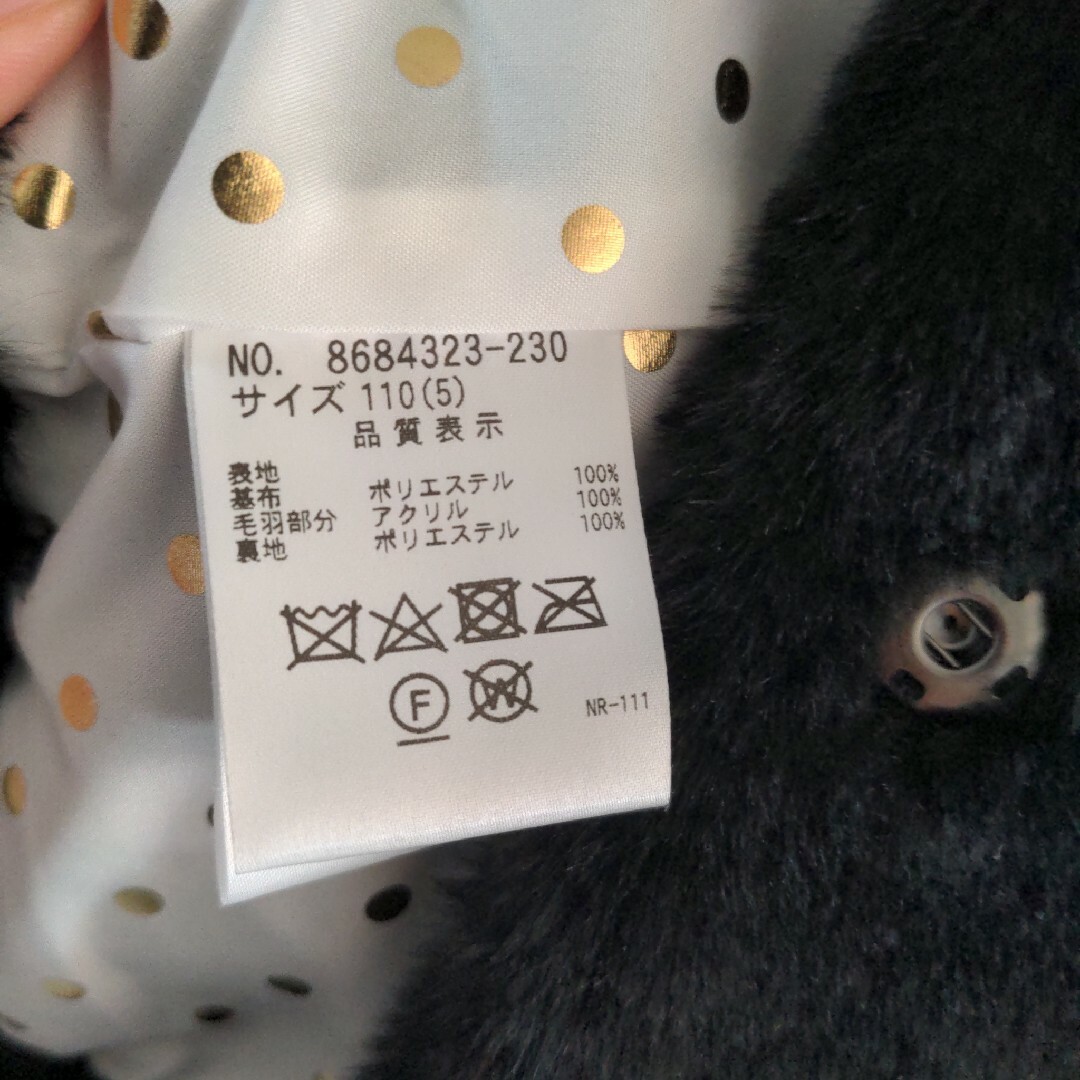 NO. 8684323-230
サイズ 110(5)
品質表示
表地
基布 ポリエステル 100%
毛羽部分 アクリル 100%
裏地 ポリエステル 100%
F W NR-111